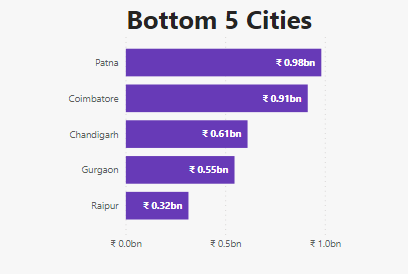 Bottom 5 Cities
Patna ₹ 0.98bn
Coimbatore ₹ 0.91bn
Chandigarh ₹ 0.61bn
Gurgaon ₹ 0.55bn
Raipur ₹ 0.32bn
₹ 0.0bn ₹ 0.5bn ₹ 1.0bn